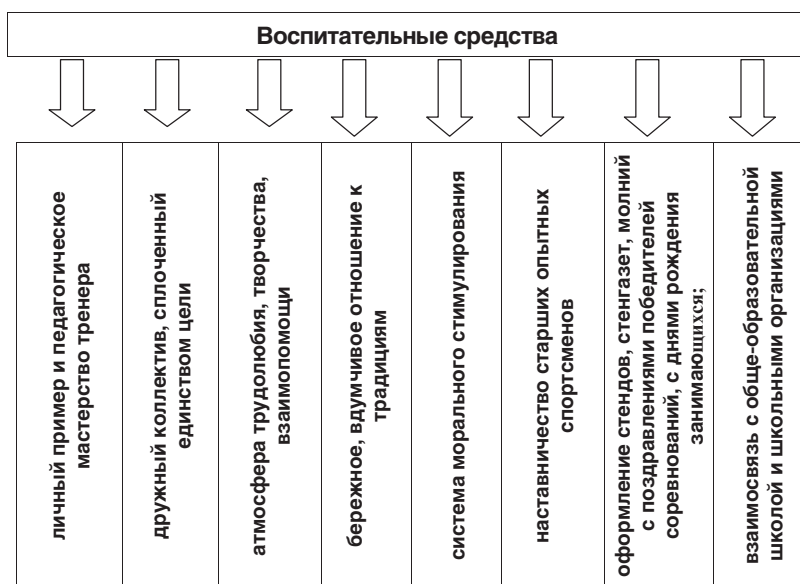 Воспитательные средства
личный пример и педагогическое
мастерство тренера
дружный коллектив, сплоченный
единством цели
атмосфера трудолюбия, творчества,
взаимопомощи
бережное, вдумчивое отношение к
традициям
система морального стимулирования
наставничество старших опытных
спортсменов
оформление стендов, стенгазет, молний
с поздравлениями победителей
соревнований, с днями рождения
занимающихся;
взаимосвязь с обще-образовательной
школой и школьными организациями